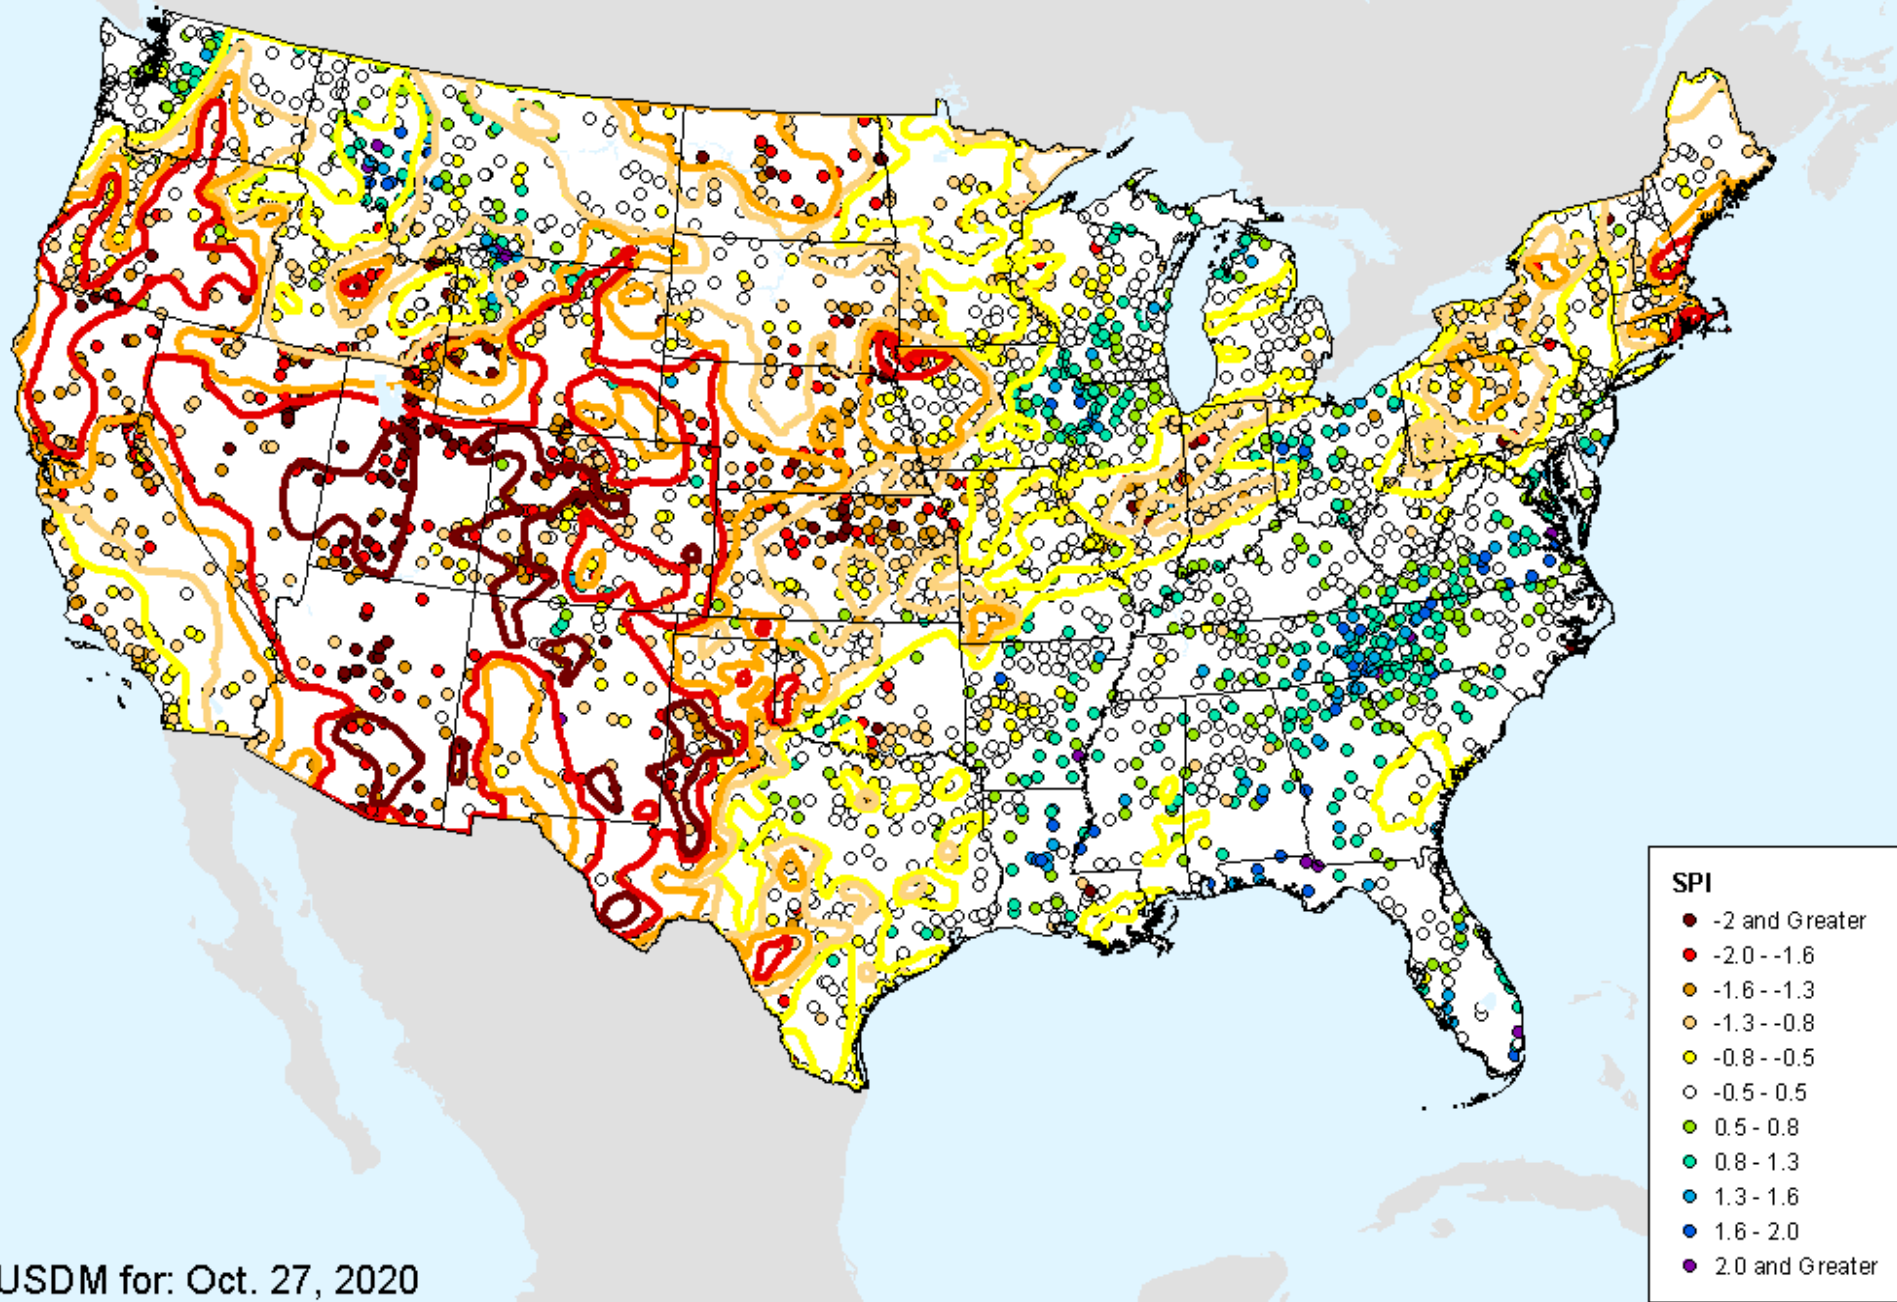 SPI
-2 and Greater
-2.0 - -1.6
-1.6 - -1.3
-1.3 - -0.8
-0.8 - -0.5
-0.5 - 0.5
0.5 - 0.8
0.8 - 1.3
1.3 - 1.6
1.6 - 2.0
2.0 and Greater
USDM for: Oct. 27, 2020